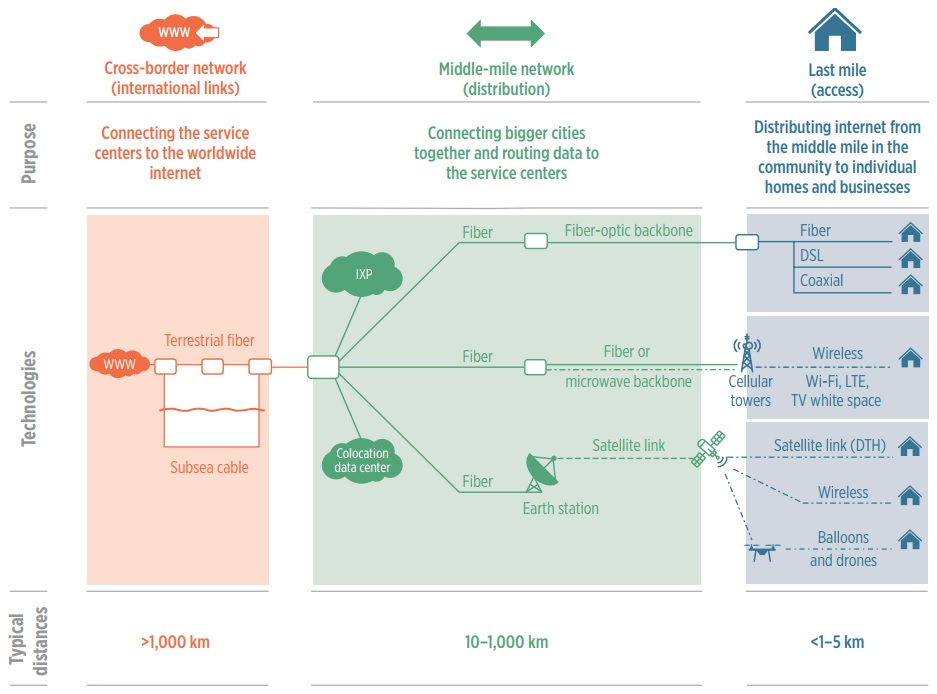 WWW
Cross-border network
(international links)
Middle-mile network
(distribution)
Last mile
(access)
Purpose
Connecting the service
centers to the worldwide
internet
Connecting bigger cities
together and routing data to
the service centers
Distributing internet from
the middle mile in the
community to individual
homes and businesses
Technologies
WWW
Terrestrial fiber
Subsea cable
IXP
Colocation
data center
Fiber
Fiber-optic backbone
Fiber
Fiber or
microwave backbone
Fiber
Earth station
Satellite link
Fiber
DSL
Coaxial
Cellular
towers
Wireless
Wi-Fi, LTE,
TV white space
Satellite link (DTH)
Wireless
Balloons
and drones
Typical
distances
>1,000 km
10–1,000 km
<1–5 km